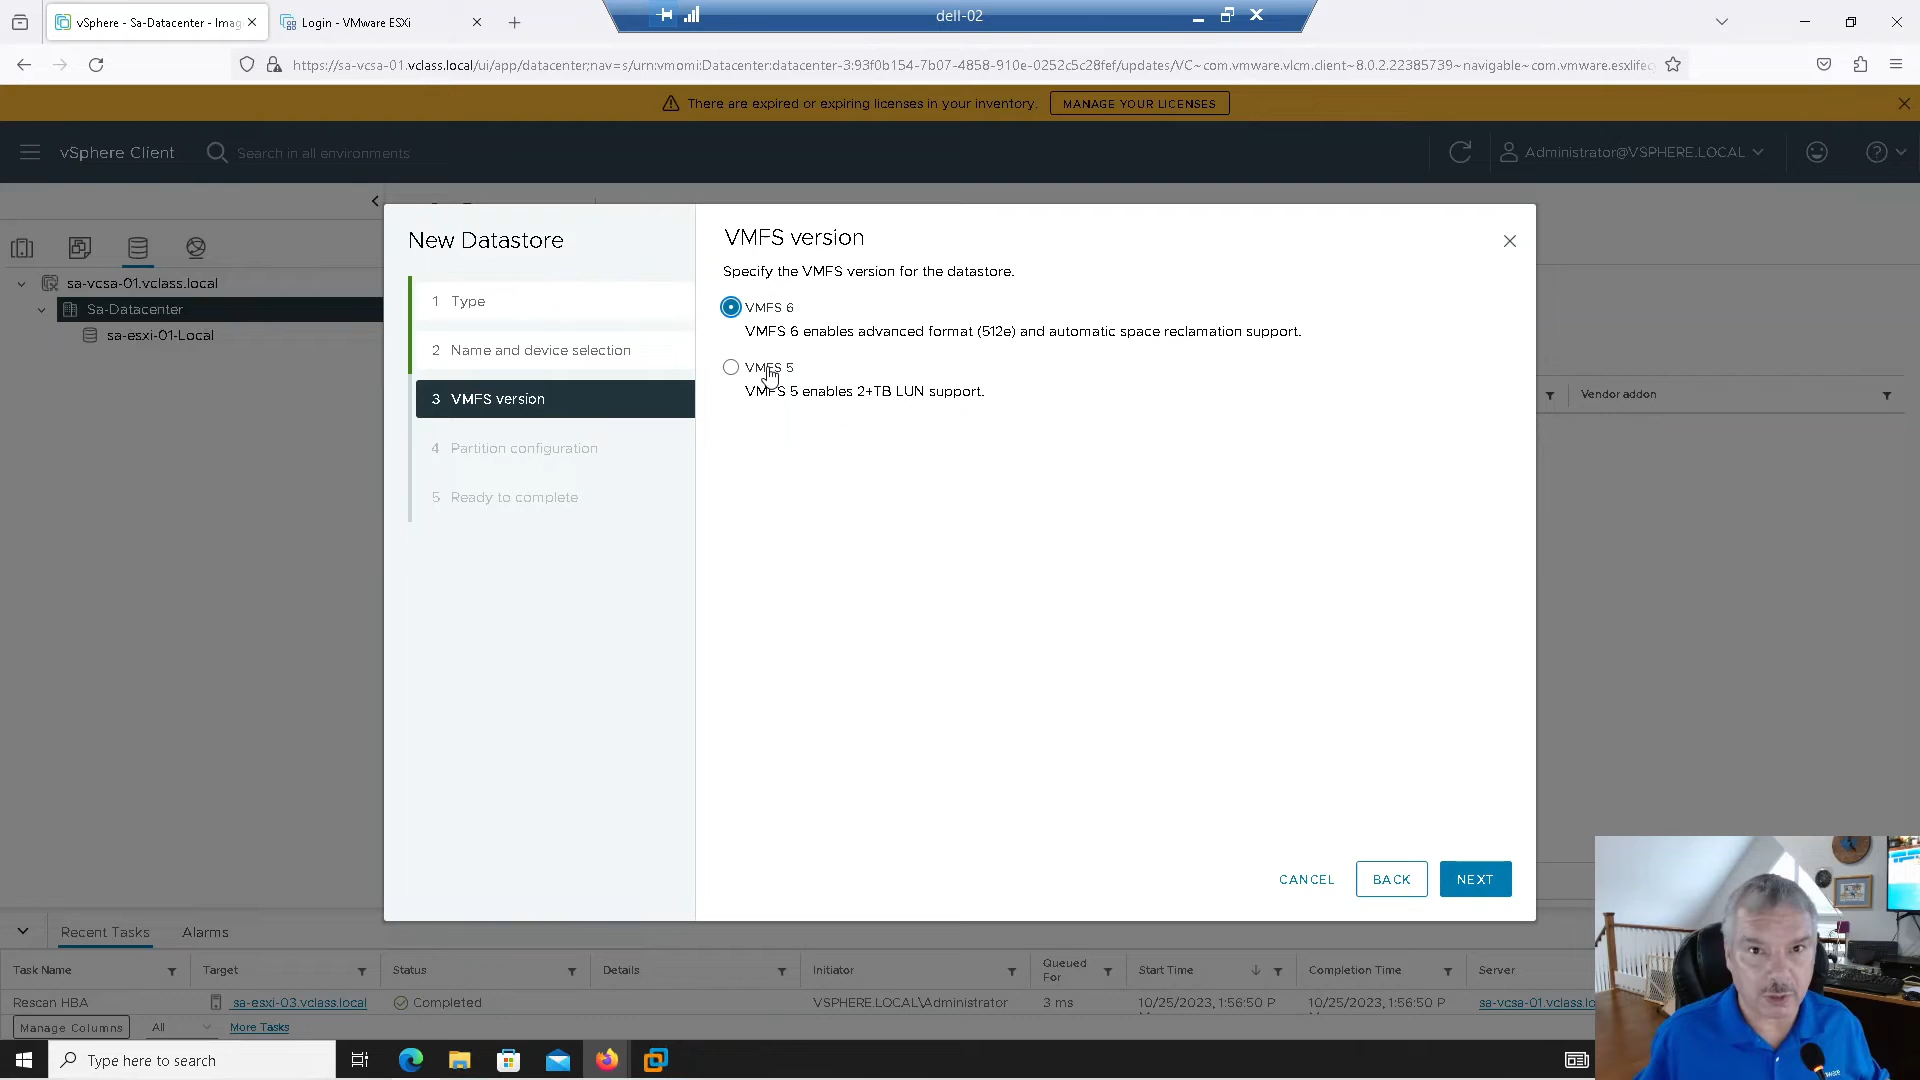 vSphere - Sa-Datacenter - Imag
Login - VMware ESXi
dell-02
https://sa-vcsa-01.vclass.local/ui/app/datacenter;nav=s/urn:vmomi:Datacenter:datacenter-3:93f0b154-7b07-4858-910e-0252c5c28fef/updates/VC~com.vmware.vlcm.client~8.0.2.22385739~navigable~com.vmware.esxlifec
There are expired or expiring licenses in your inventory.
MANAGE YOUR LICENSES
vSphere Client
Search in all environments
Administrator@VSPHERE.LOCAL
sa-vcsa-01.vclass.local
Sa-Datacenter
sa-esxi-01-Local
New Datastore
1 Type
2 Name and device selection
3 VMFS version
4 Partition configuration
5 Ready to complete
VMFS version
Specify the VMFS version for the datastore.
VMFS 6
VMFS 6 enables advanced format (512e) and automatic space reclamation support.
VMFS 5
VMFS 5 enables 2+TB LUN support.
CANCEL
BACK
NEXT
Vendor addon
Recent Tasks
Alarms
Task Name
Target
Status
Details
Initiator
Queued For
Start Time
Completion Time
Server
Rescan HBA
sa-esxi-03.vclass.local
Completed
VSPHERE.LOCAL\Administrator
3 ms
10/25/2023, 1:56:50 P
10/25/2023, 1:56:50 P
sa-vcsa-01.vclass.lo
Manage Columns
All
More Tasks
Type here to search